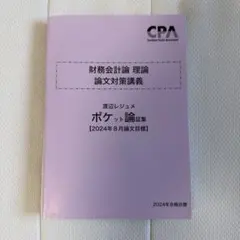 CPA
財務会計論 理論
論文対策講義
渡辺レジュメ
ポケット論証集
【2024年8月論文目標】
2024年合格目標